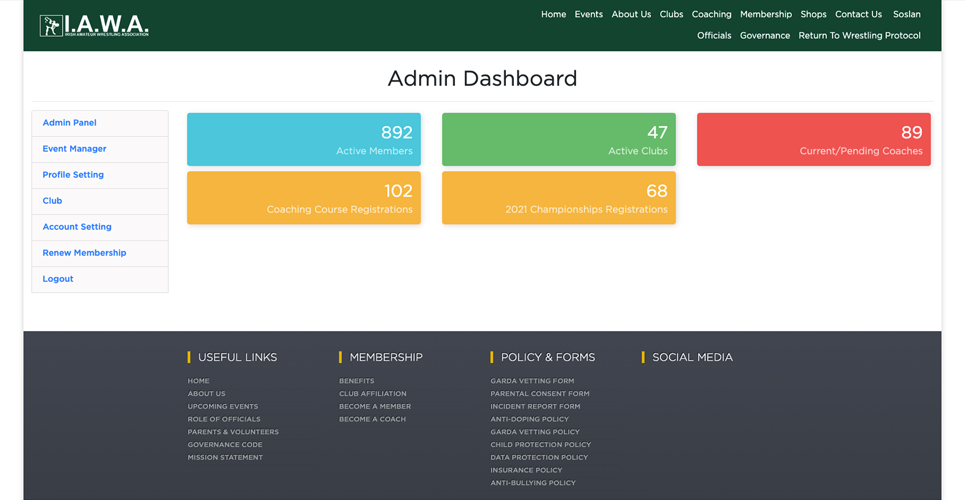 I.A.W.A.
IRISH AMATEUR WRESTLING ASSOCIATION
Home Events About Us Clubs Coaching Membership Shops Contact Us Soslan
Officials Governance Return To Wrestling Protocol
Admin Dashboard
Admin Panel
Event Manager
Profile Setting
Club
Account Setting
Renew Membership
Logout
892
Active Members
47
Active Clubs
89
Current/Pending Coaches
102
Coaching Course Registrations
68
2021 Championships Registrations
USEFUL LINKS
HOME
ABOUT US
UPCOMING EVENTS
ROLE OF OFFICIALS
PARENTS & VOLUNTEERS
GOVERNANCE CODE
MISSION STATEMENT
MEMBERSHIP
BENEFITS
CLUB AFFILIATION
BECOME A MEMBER
BECOME A COACH
POLICY & FORMS
GARDA VETTING FORM
PARENTAL CONSENT FORM
INCIDENT REPORT FORM
ANTI-DOPING POLICY
GARDA VETTING POLICY
CHILD PROTECTION POLICY
DATA PROTECTION POLICY
INSURANCE POLICY
ANTI-BULLYING POLICY
SOCIAL MEDIA